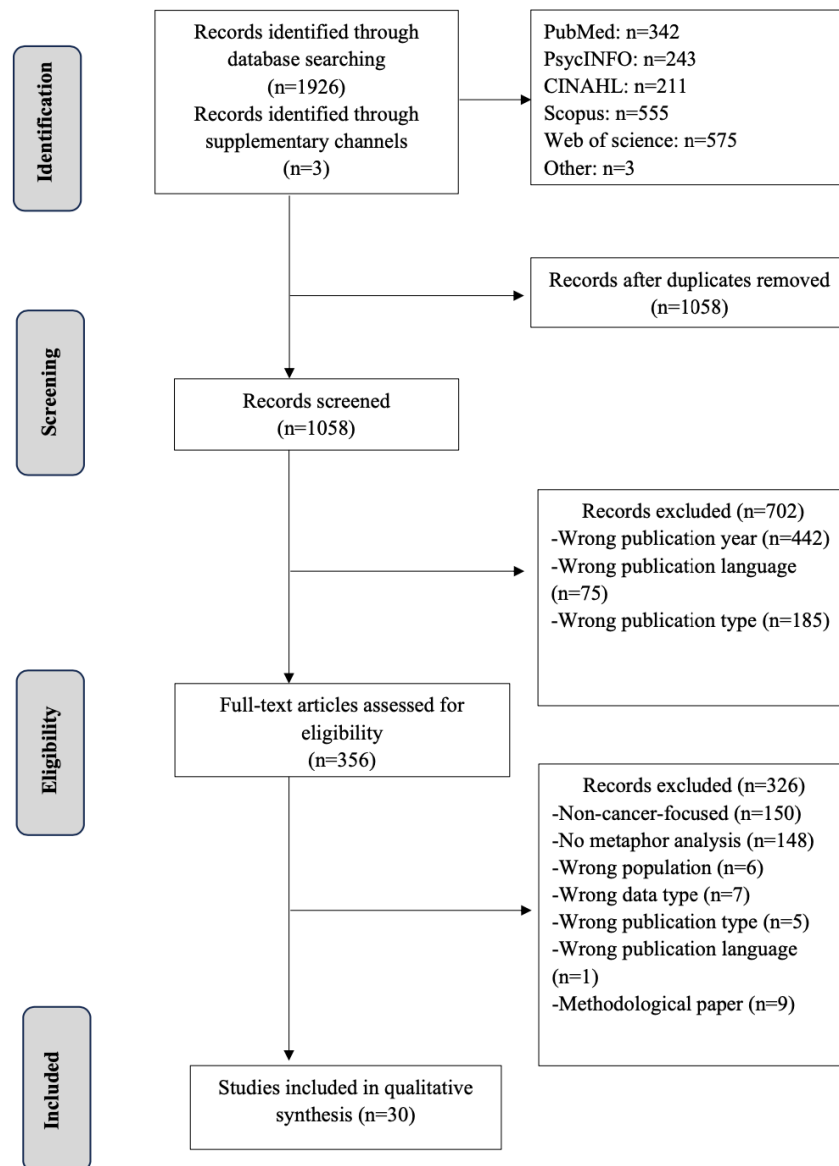 Identification
Records identified through
database searching
(n=1926)
Records identified through
supplementary channels
(n=3)
PubMed: n=342
PsycINFO: n=243
CINAHL: n=211
Scopus: n=555
Web of science: n=575
Other: n=3
Records after duplicates removed
(n=1058)
Screening
Records screened
(n=1058)
Records excluded (n=702)
-Wrong publication year (n=442)
-Wrong publication language
(n=75)
-Wrong publication type (n=185)
Eligibility
Full-text articles assessed for
eligibility
(n=356)
Records excluded (n=326)
-Non-cancer-focused (n=150)
-No metaphor analysis (n=148)
-Wrong population (n=6)
-Wrong data type (n=7)
-Wrong publication type (n=5)
-Wrong publication language
(n=1)
-Methodological paper (n=9)
Included
Studies included in qualitative
synthesis (n=30)